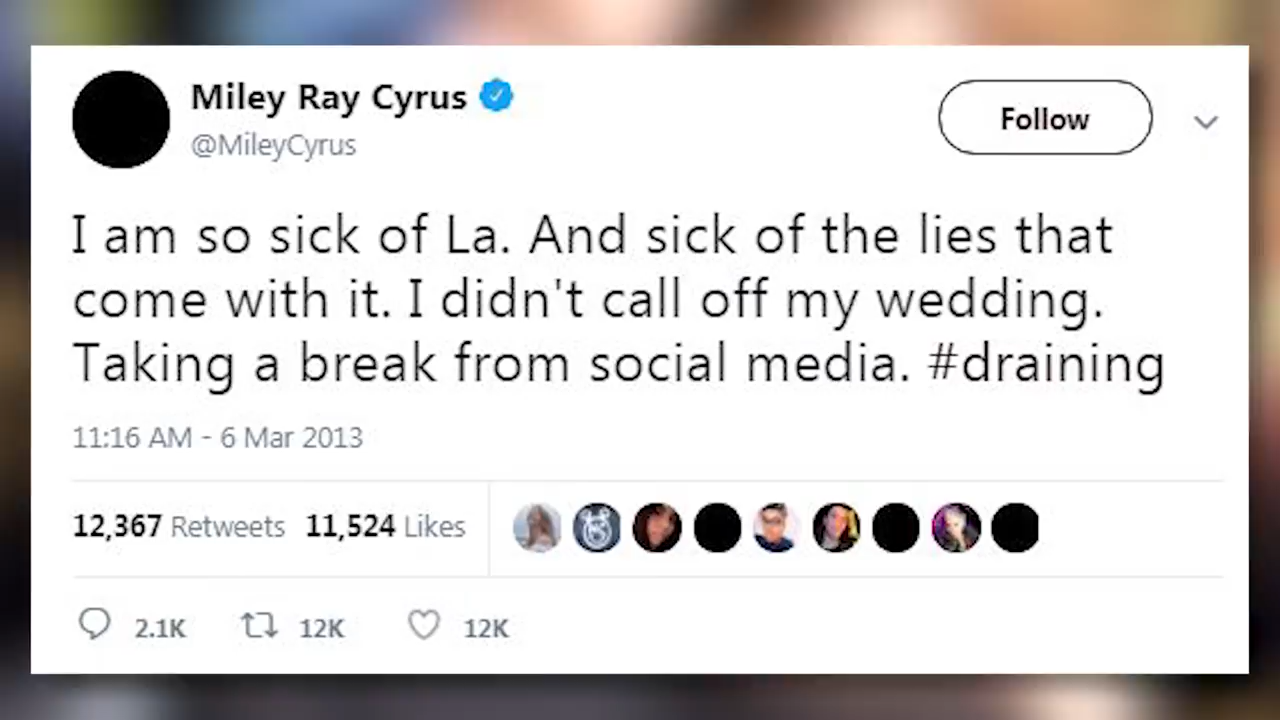 Miley Ray Cyrus
@MileyCyrus
Follow
I am so sick of La. And sick of the lies that
come with it. I didn't call off my wedding.
Taking a break from social media. #draining
11:16 AM - 6 Mar 2013
12,367 Retweets 11,524 Likes
2.1K 12K 12K